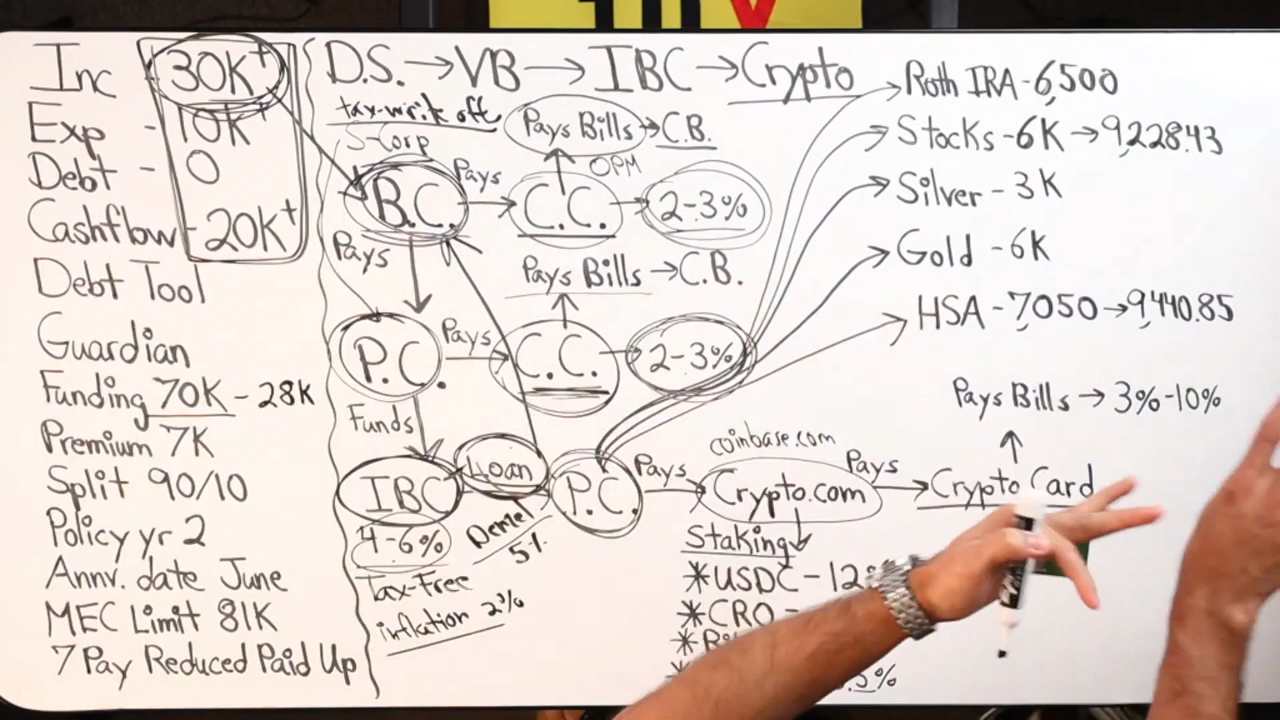 Inc 30K+
Exp - 10K+
Debt - 0
Cashflow - 20K+
Debt Tool
Guardian
Funding 70K - 28K
Premium 7K
Split 90/10
Policy yr 2
Annv. date June
MEC Limit 81K
7 Pay Reduced Paid Up
D.S. → VB → IBC → Crypto
tax-write off
S-Corp
Pays Bills → C.B.
OPM
B.C. Pays → C.C. → 2-3%
Pays
Pays Bills → C.B.
P.C. Pays → C.C. → 2-3%
Funds
IBC Loan P.C. Pays → Crypto.com Pays → Crypto Card
coinbase.com
4-6%
Tax-Free
inflation 2%
5%
Staking
*USDC - 12
*CRO -
Pays Bills → 3%-10%
Roth IRA - 6,500
Stocks - 6K → 9,228.43
Silver - 3K
Gold - 6K
HSA - 7,050 → 9,440.85